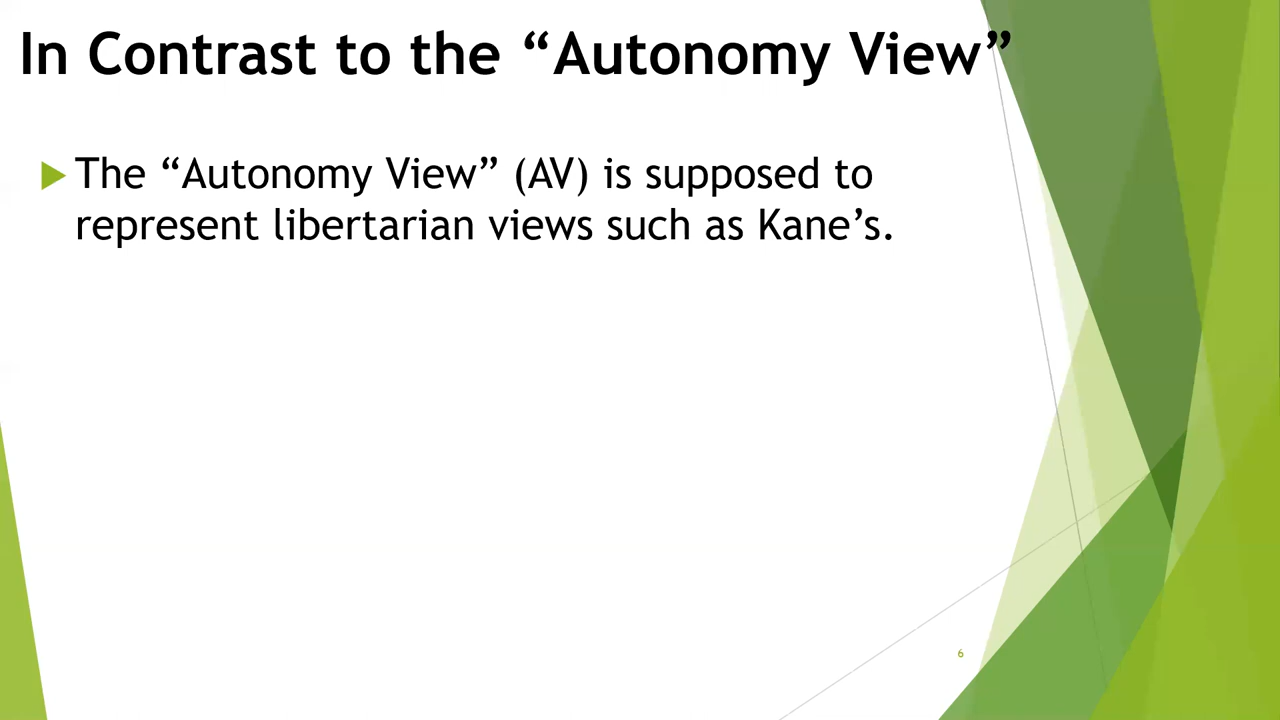 In Contrast to the “Autonomy View”
The “Autonomy View” (AV) is supposed to
represent libertarian views such as Kane’s.
6